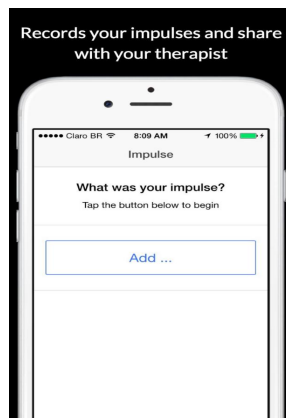 Records your impulses and share
with your therapist
Claro BR 8:09 AM 100%
Impulse
What was your impulse?
Tap the button below to begin
Add ...